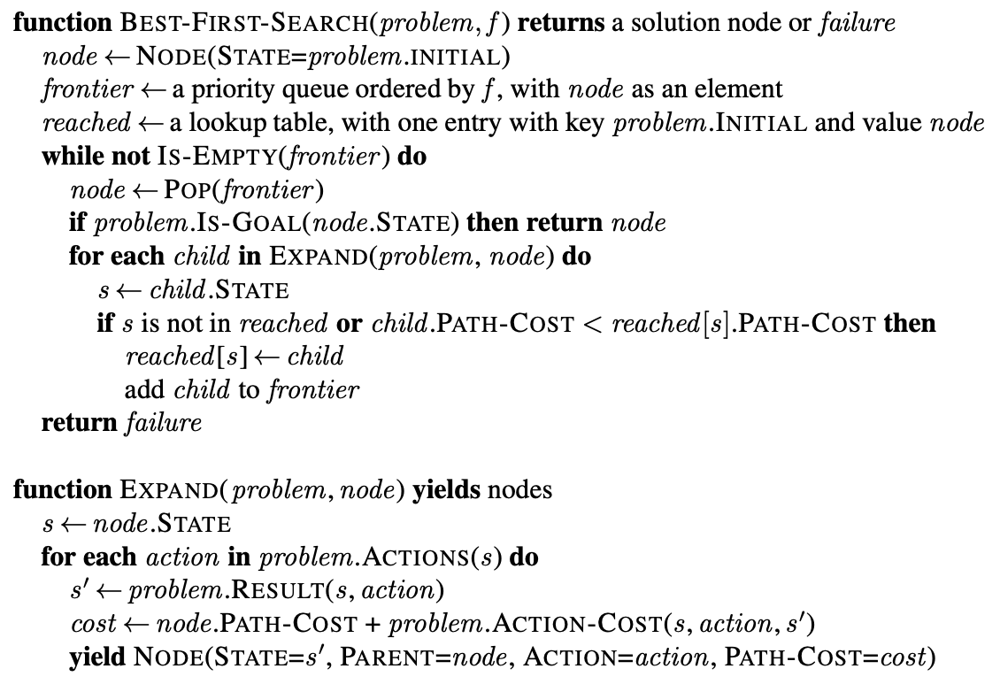 function BEST-FIRST-SEARCH(problem, f) returns a solution node or failure
node ← NODE(STATE=problem.INITIAL)
frontier ← a priority queue ordered by f, with node as an element
reached ← a lookup table, with one entry with key problem.INITIAL and value node
while not IS-EMPTY(frontier) do
node ← POP(frontier)
if problem.IS-GOAL(node.STATE) then return node
for each child in EXPAND(problem, node) do
s ← child.STATE
if s is not in reached or child.PATH-COST < reached[s].PATH-COST then
reached[s] ← child
add child to frontier
return failure
function EXPAND(problem, node) yields nodes
s ← node.STATE
for each action in problem.ACTIONS(s) do
s′ ← problem.RESULT(s, action)
cost ← node.PATH-COST + problem.ACTION-COST(s, action, s′)
yield NODE(STATE=s′, PARENT=node, ACTION=action, PATH-COST=cost)